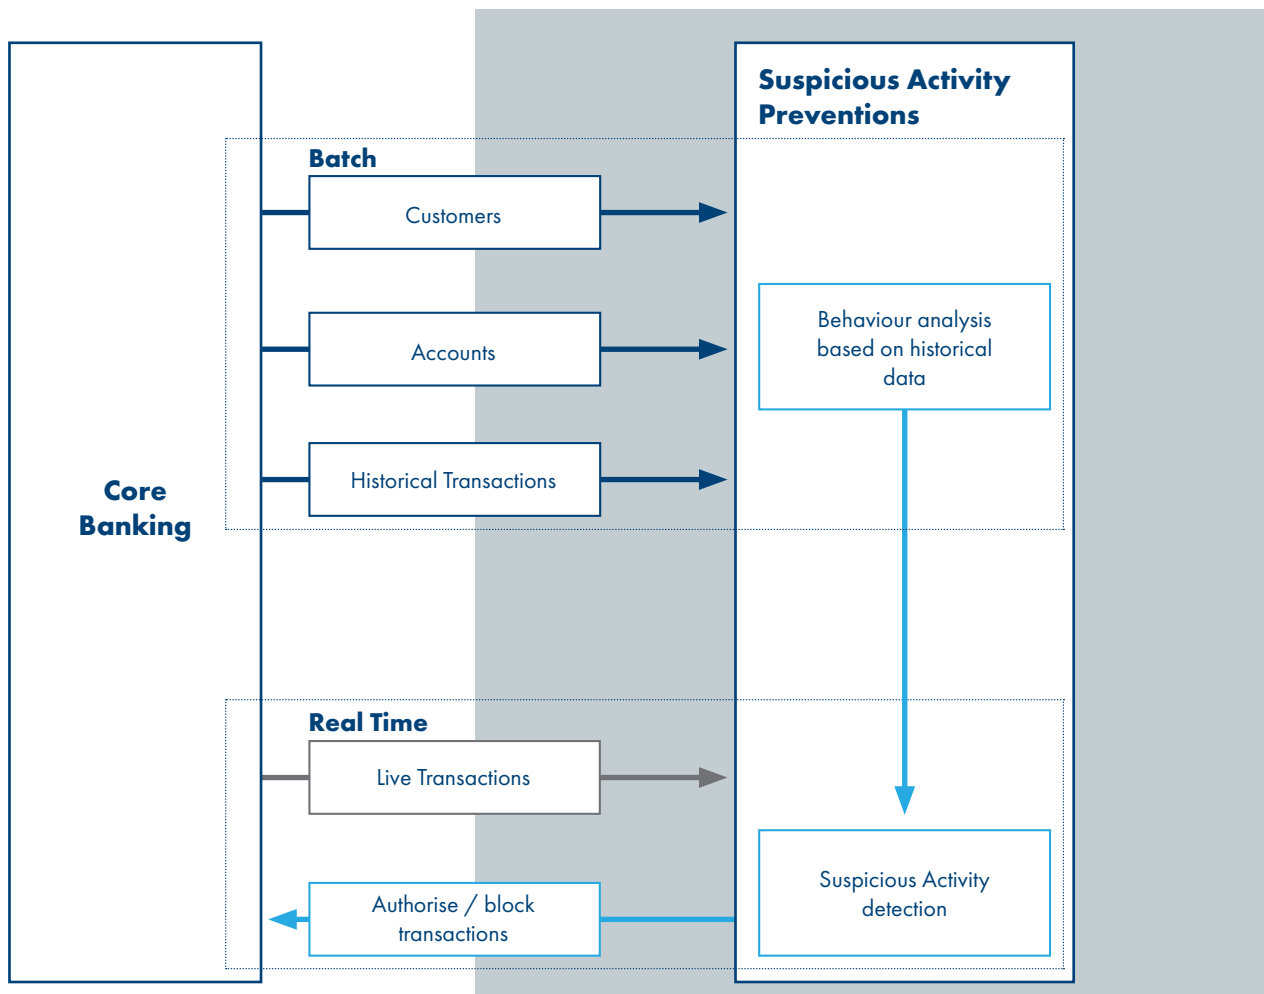 Suspicious Activity
Preventions
Batch
Customers
Accounts
Historical Transactions
Behaviour analysis
based on historical
data
Core
Banking
Real Time
Live Transactions
Authorise / block
transactions
Suspicious Activity
detection